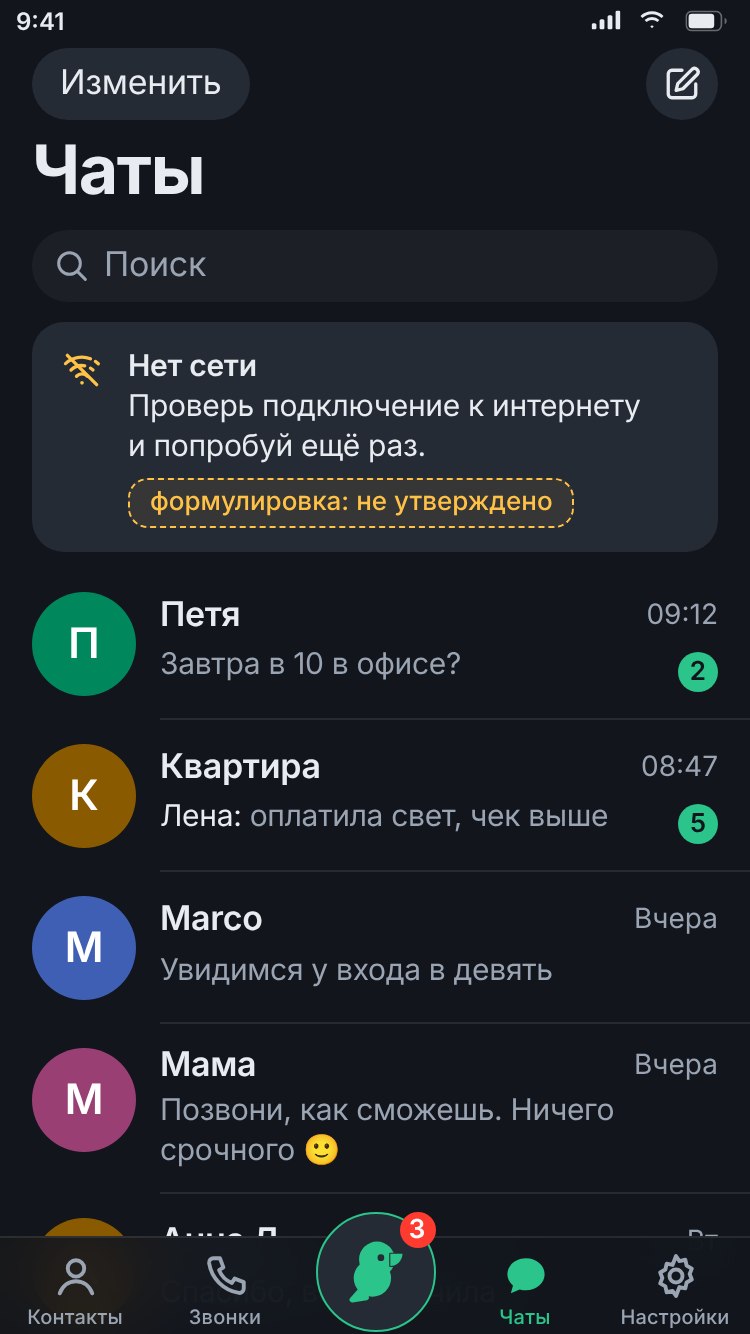 9:41
Изменить
Чаты
Поиск
Нет сети
Проверь подключение к интернету
и попробуй ещё раз.
формулировка: не утверждено
П
Петя
09:12
Завтра в 10 в офисе?
2
К
Квартира
08:47
Лена: оплатила свет, чек выше
5
М
Marco
Вчера
Увидимся у входа в девять
М
Мама
Вчера
Позвони, как сможешь. Ничего
срочного 🙂
3
Контакты
Звонки
Чаты
Настройки